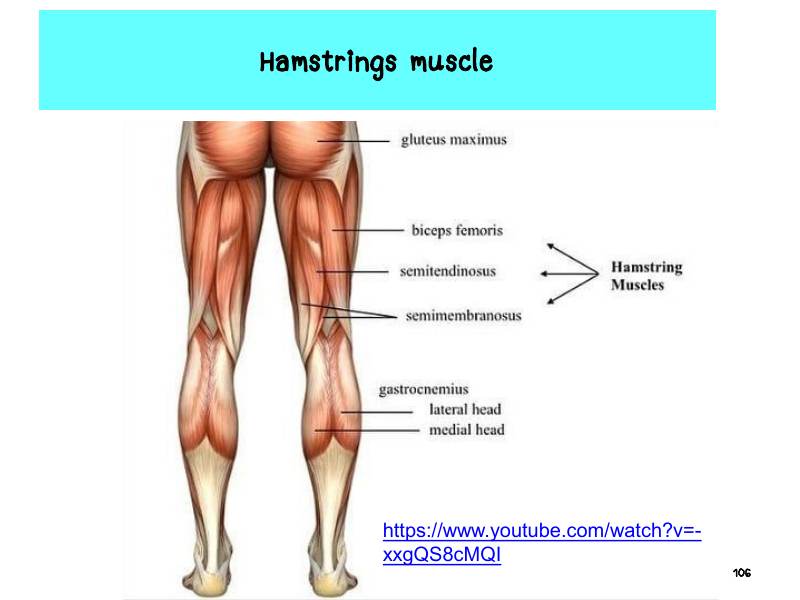 Hamstrings muscle
gluteus maximus
biceps femoris
semitendinosus
Hamstring
Muscles
semimembranosus
gastrocnemius
lateral head
medial head
https://www.youtube.com/watch?v=-
xxgQS8cMQI
106